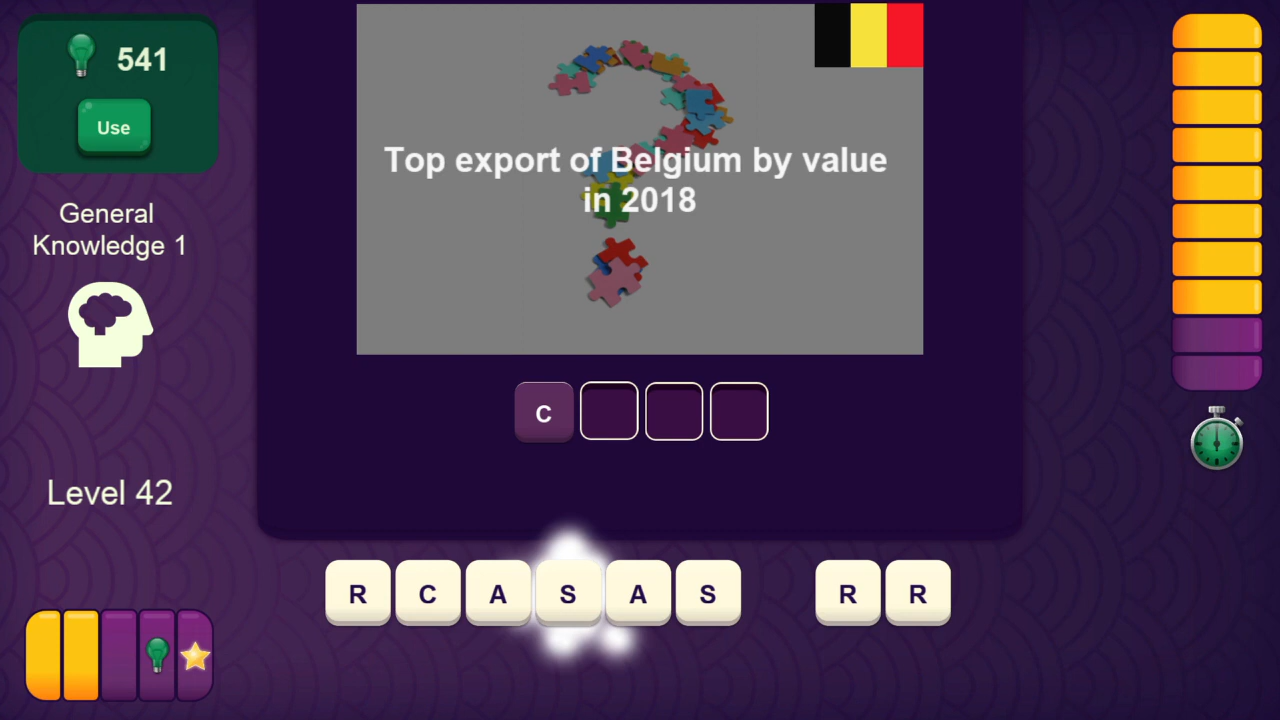 541
Use
General
Knowledge 1
Level 42
Top export of Belgium by value
in 2018
C
R C A S A S R R